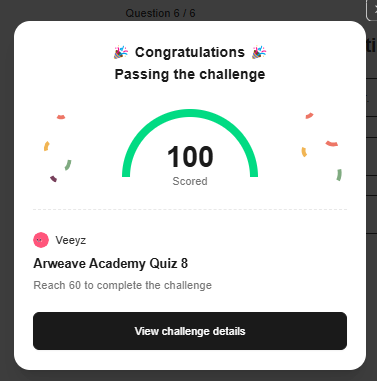 Question 6 / 6
Congratulations
Passing the challenge
100
Scored
Veeyz
Arweave Academy Quiz 8
Reach 60 to complete the challenge
View challenge details